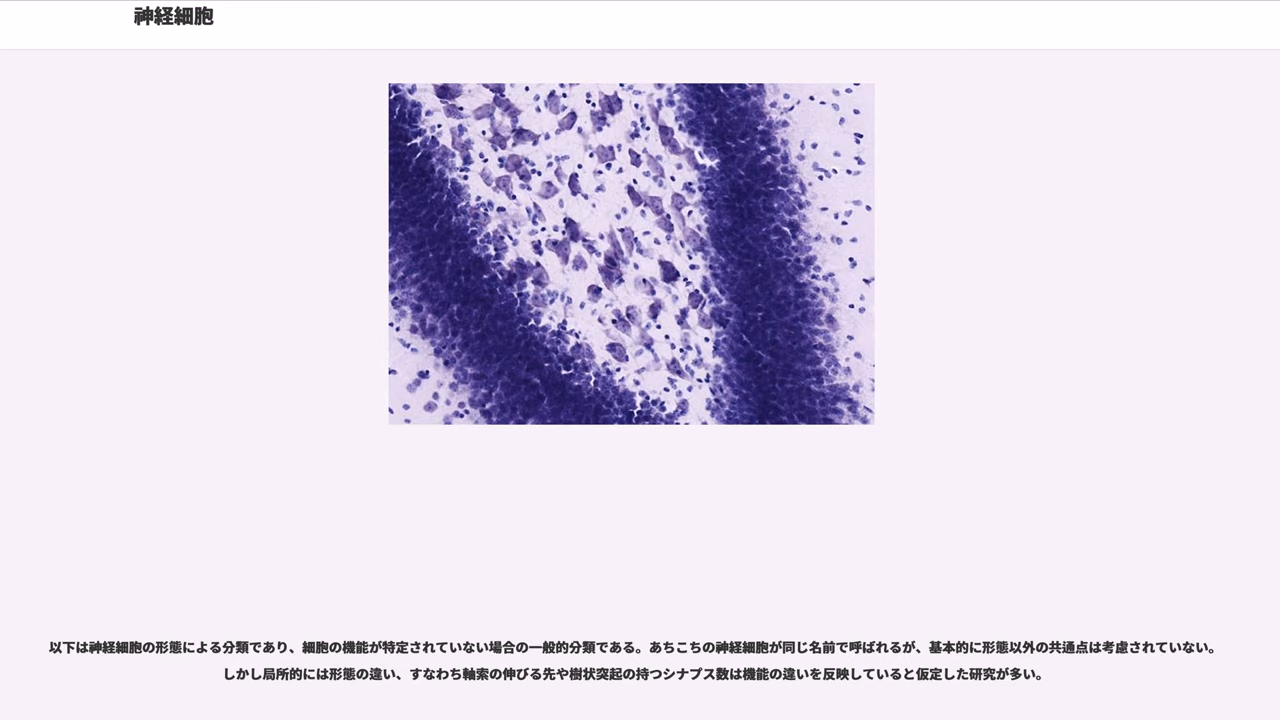 神経細胞
以下は神経細胞の形態による分類であり、細胞の機能が特定されていない場合の一般的分類である。あちこちの神経細胞が同じ名前で呼ばれるが、基本的に形態以外の共通点は考慮されていない。
しかし局所的には形態の違い、すなわち軸索の伸びる先や樹状突起の持つシナプス数は機能の違いを反映していると仮定した研究が多い。